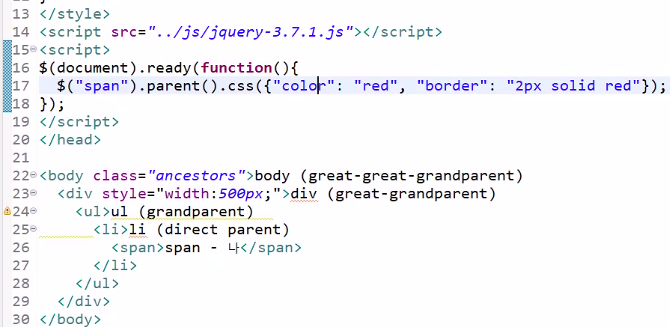 13 </style>
14 <script src="../js/jquery-3.7.1.js"></script>
15 <script>
16 $(document).ready(function(){
17   $("span").parent().css({"color": "red", "border": "2px solid red"});
18 });
19 </script>
20 </head>
21
22 <body class="ancestors">body (great-great-grandparent)
23   <div style="width:500px;">div (great-grandparent)
24     <ul>ul (grandparent)
25       <li>li (direct parent)
26         <span>span - 나</span>
27       </li>
28     </ul>
29   </div>
30 </body>